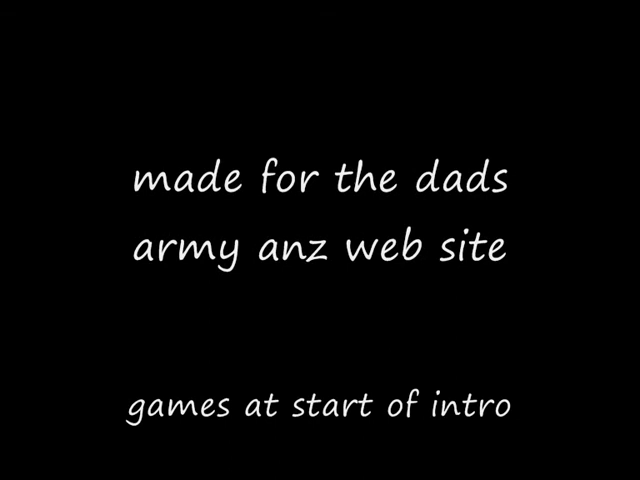 made for the dads
army anz web site
games at start of intro